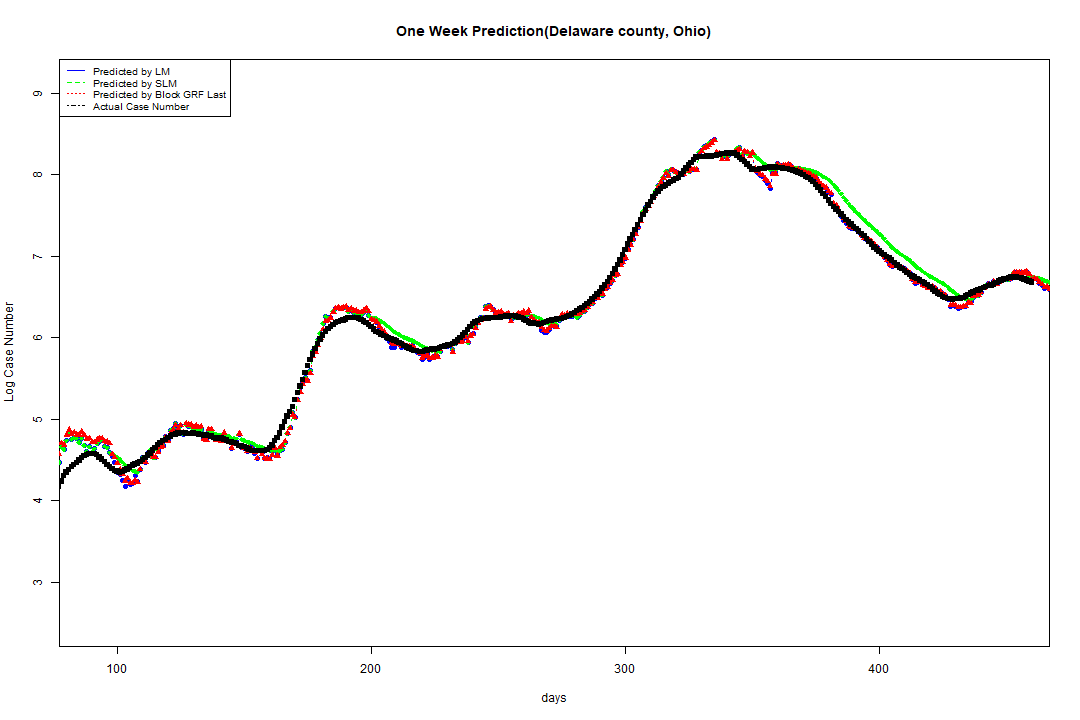 One Week Prediction(Delaware county, Ohio)
Predicted by LM
Predicted by SLM
Predicted by Block GRF Last
Actual Case Number
9
8
7
6
5
4
3
Log Case Number
100 200 300 400
days